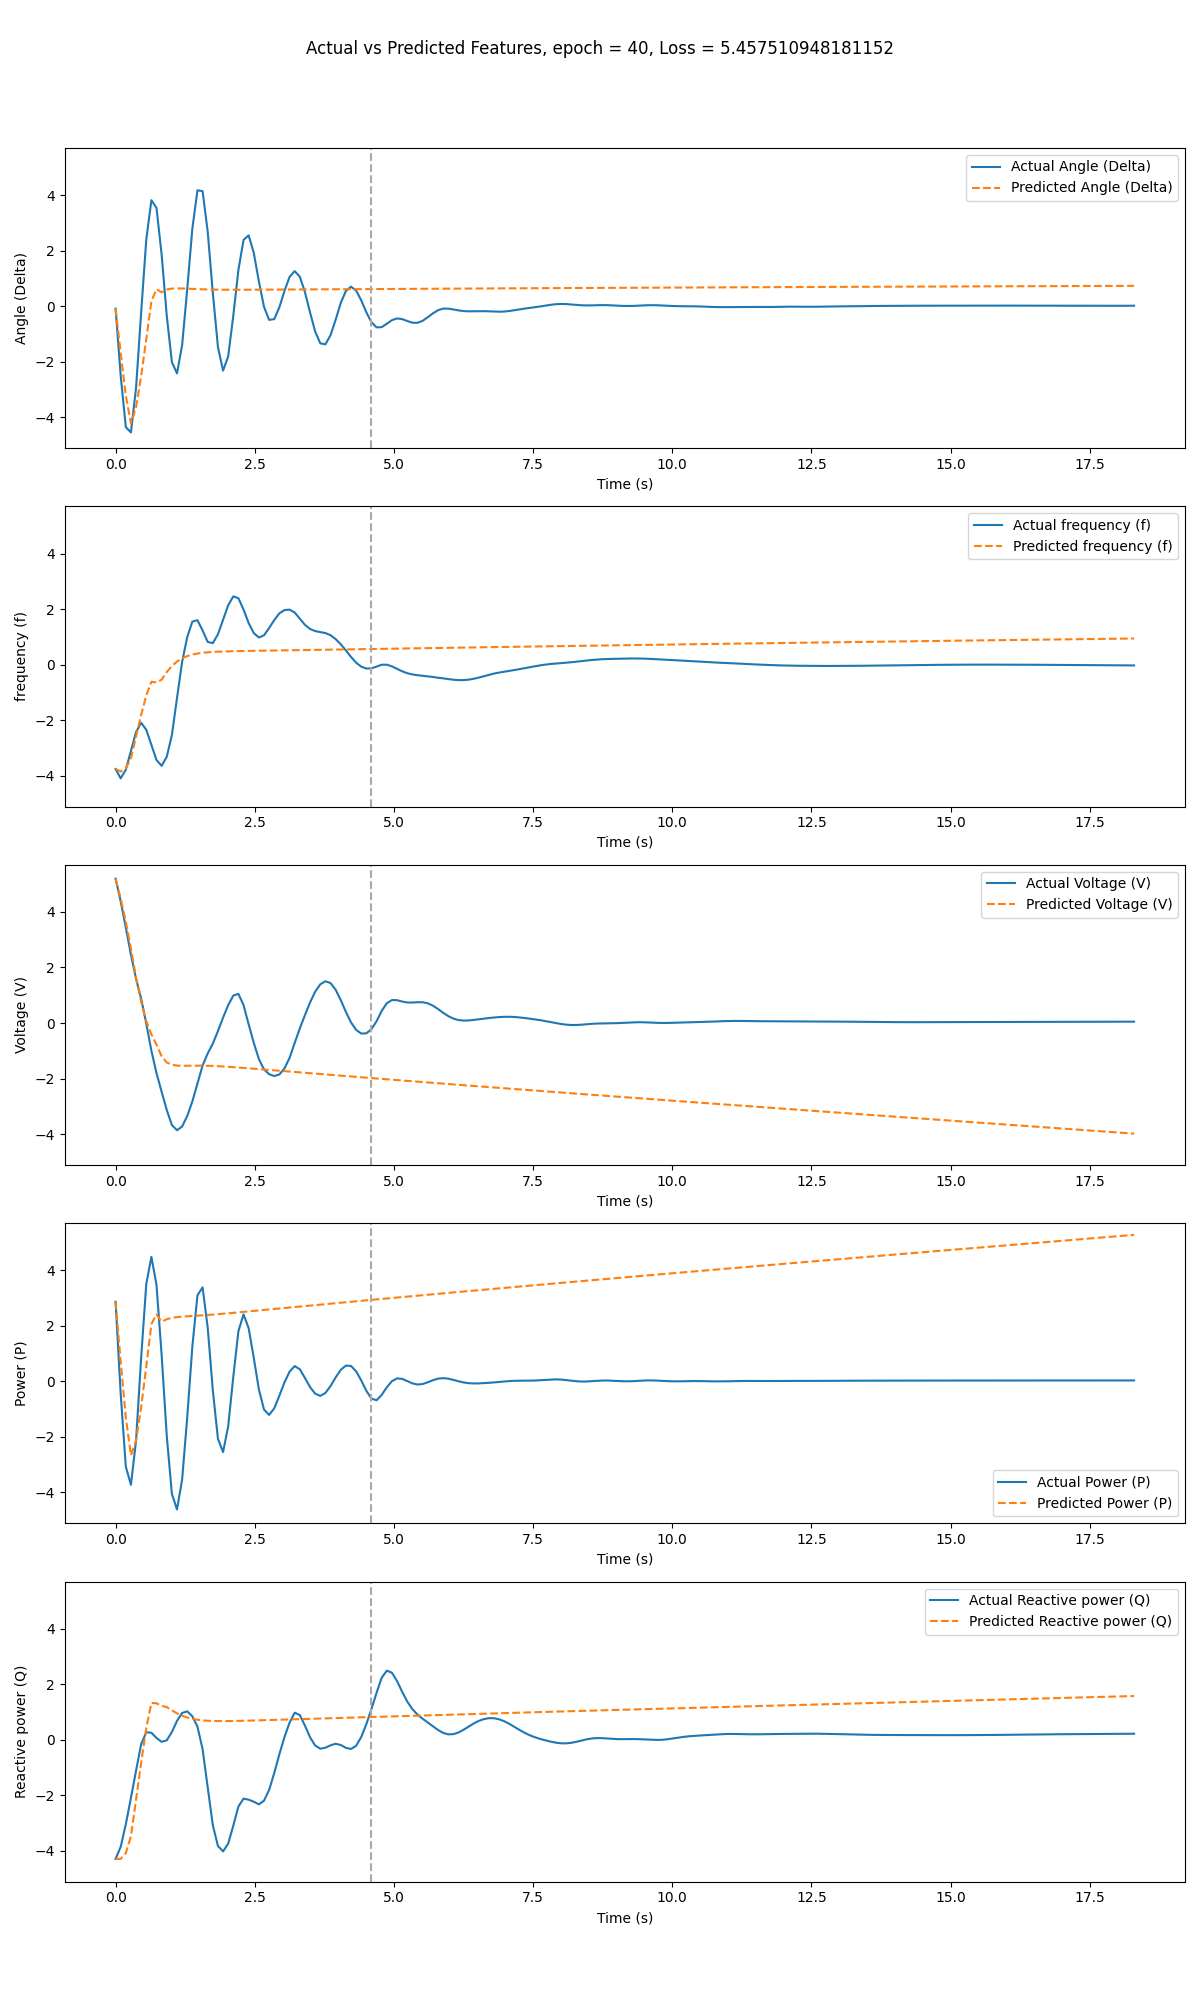 Actual vs Predicted Features, epoch = 40, Loss = 5.457510948181152
Actual Angle (Delta)
Predicted Angle (Delta)
Angle (Delta)
4
2
0
−2
−4
0.0 2.5 5.0 7.5 10.0 12.5 15.0 17.5
Time (s)
Actual frequency (f)
Predicted frequency (f)
frequency (f)
4
2
0
−2
−4
0.0 2.5 5.0 7.5 10.0 12.5 15.0 17.5
Time (s)
Actual Voltage (V)
Predicted Voltage (V)
Voltage (V)
4
2
0
−2
−4
0.0 2.5 5.0 7.5 10.0 12.5 15.0 17.5
Time (s)
Power (P)
4
2
0
−2
−4
Actual Power (P)
Predicted Power (P)
0.0 2.5 5.0 7.5 10.0 12.5 15.0 17.5
Time (s)
Actual Reactive power (Q)
Predicted Reactive power (Q)
Reactive power (Q)
4
2
0
−2
−4
0.0 2.5 5.0 7.5 10.0 12.5 15.0 17.5
Time (s)